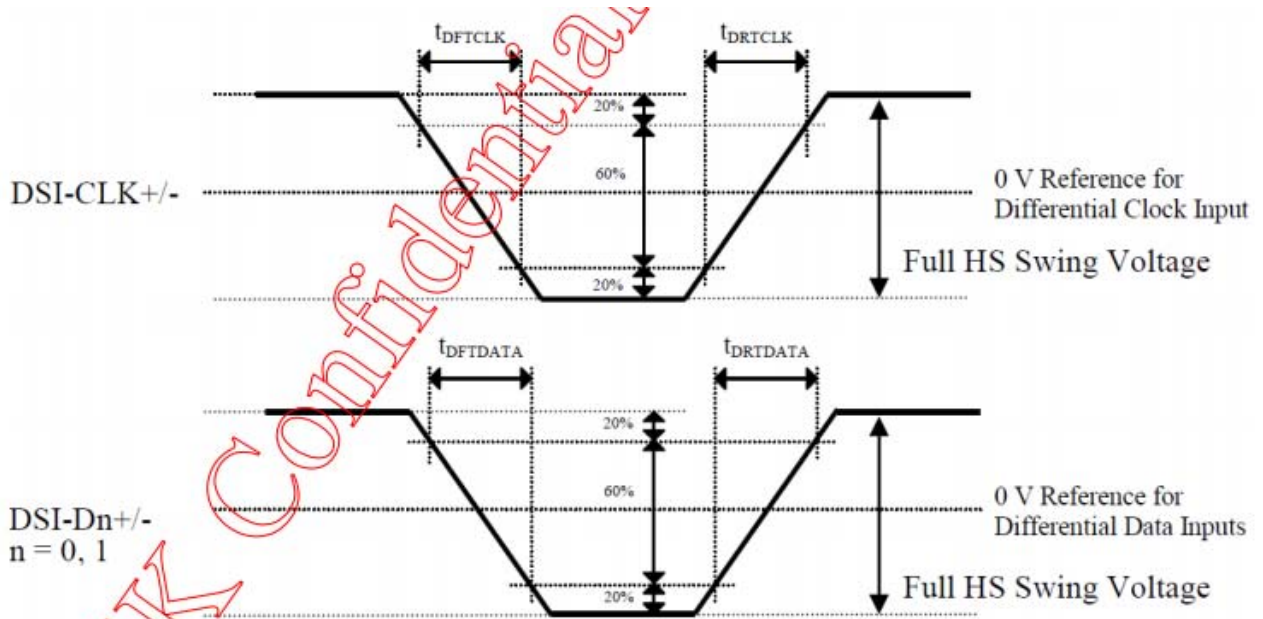 tDFTCLK
tDRTCLK
20%
60%
20%
DSI-CLK+/-
0 V Reference for
Differential Clock Input
Full HS Swing Voltage
tDFTDATA
tDRTDATA
20%
60%
20%
DSI-Dn+/-
n = 0, 1
0 V Reference for
Differential Data Inputs
Full HS Swing Voltage
K Confidential